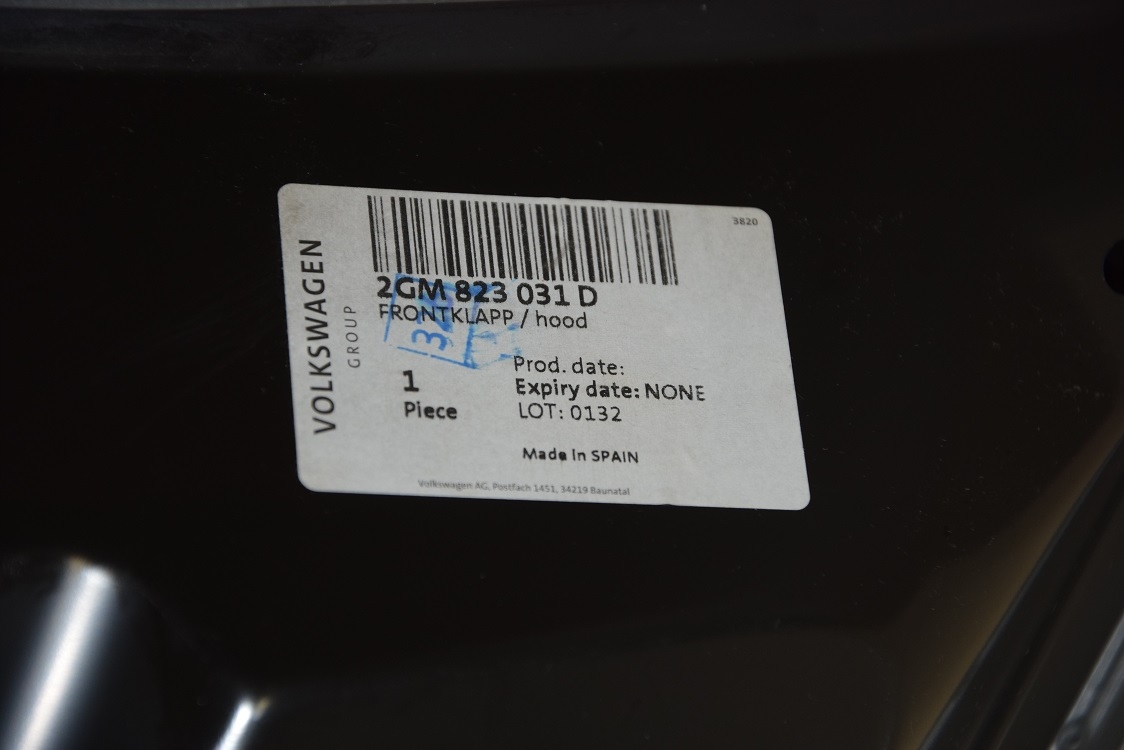 VOLKSWAGEN
GROUP
3820
2GM 823 031 D
FRONTKLAPP / hood
1
Piece
Prod. date:
Expiry date: NONE
LOT: 0132
Made In SPAIN
Volkswagen AG, Postfach 1451, 34219 Baunatal